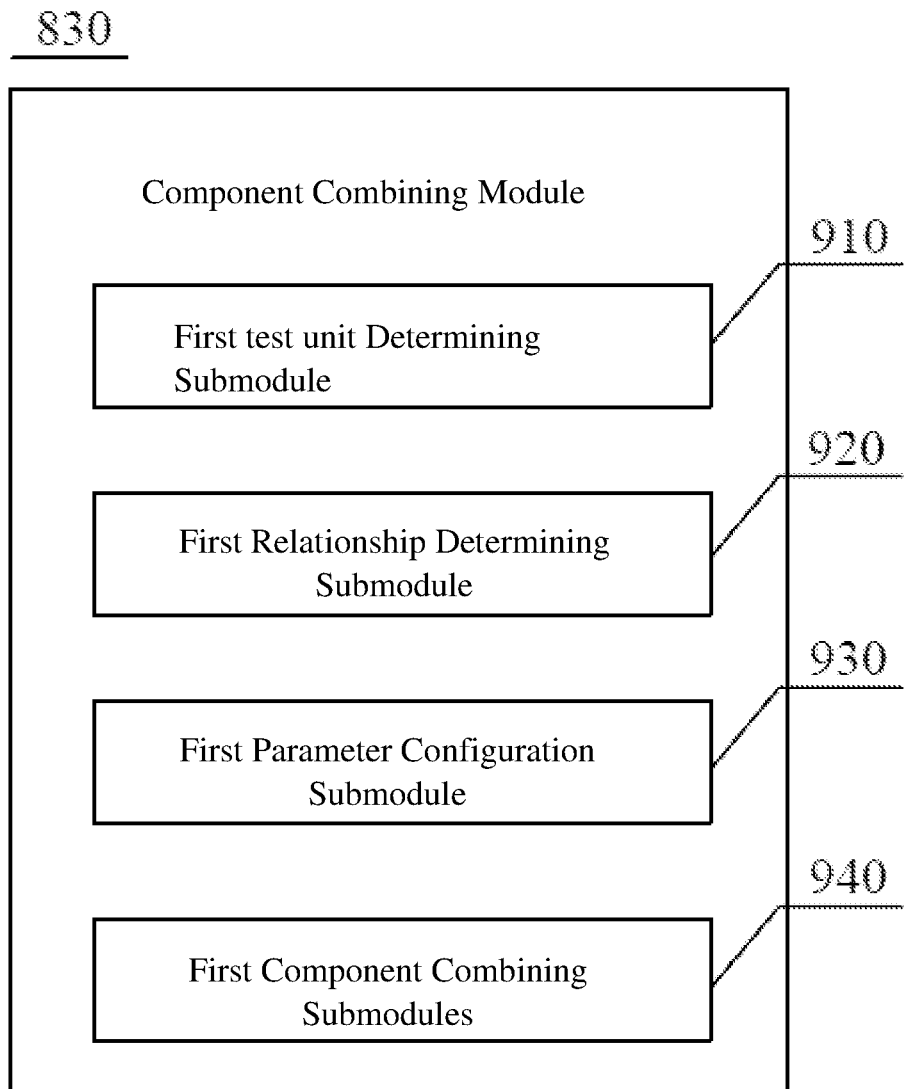 830
Component Combining Module
910
First test unit Determining
Submodule
920
First Relationship Determining
Submodule
930
First Parameter Configuration
Submodule
940
First Component Combining
Submodules